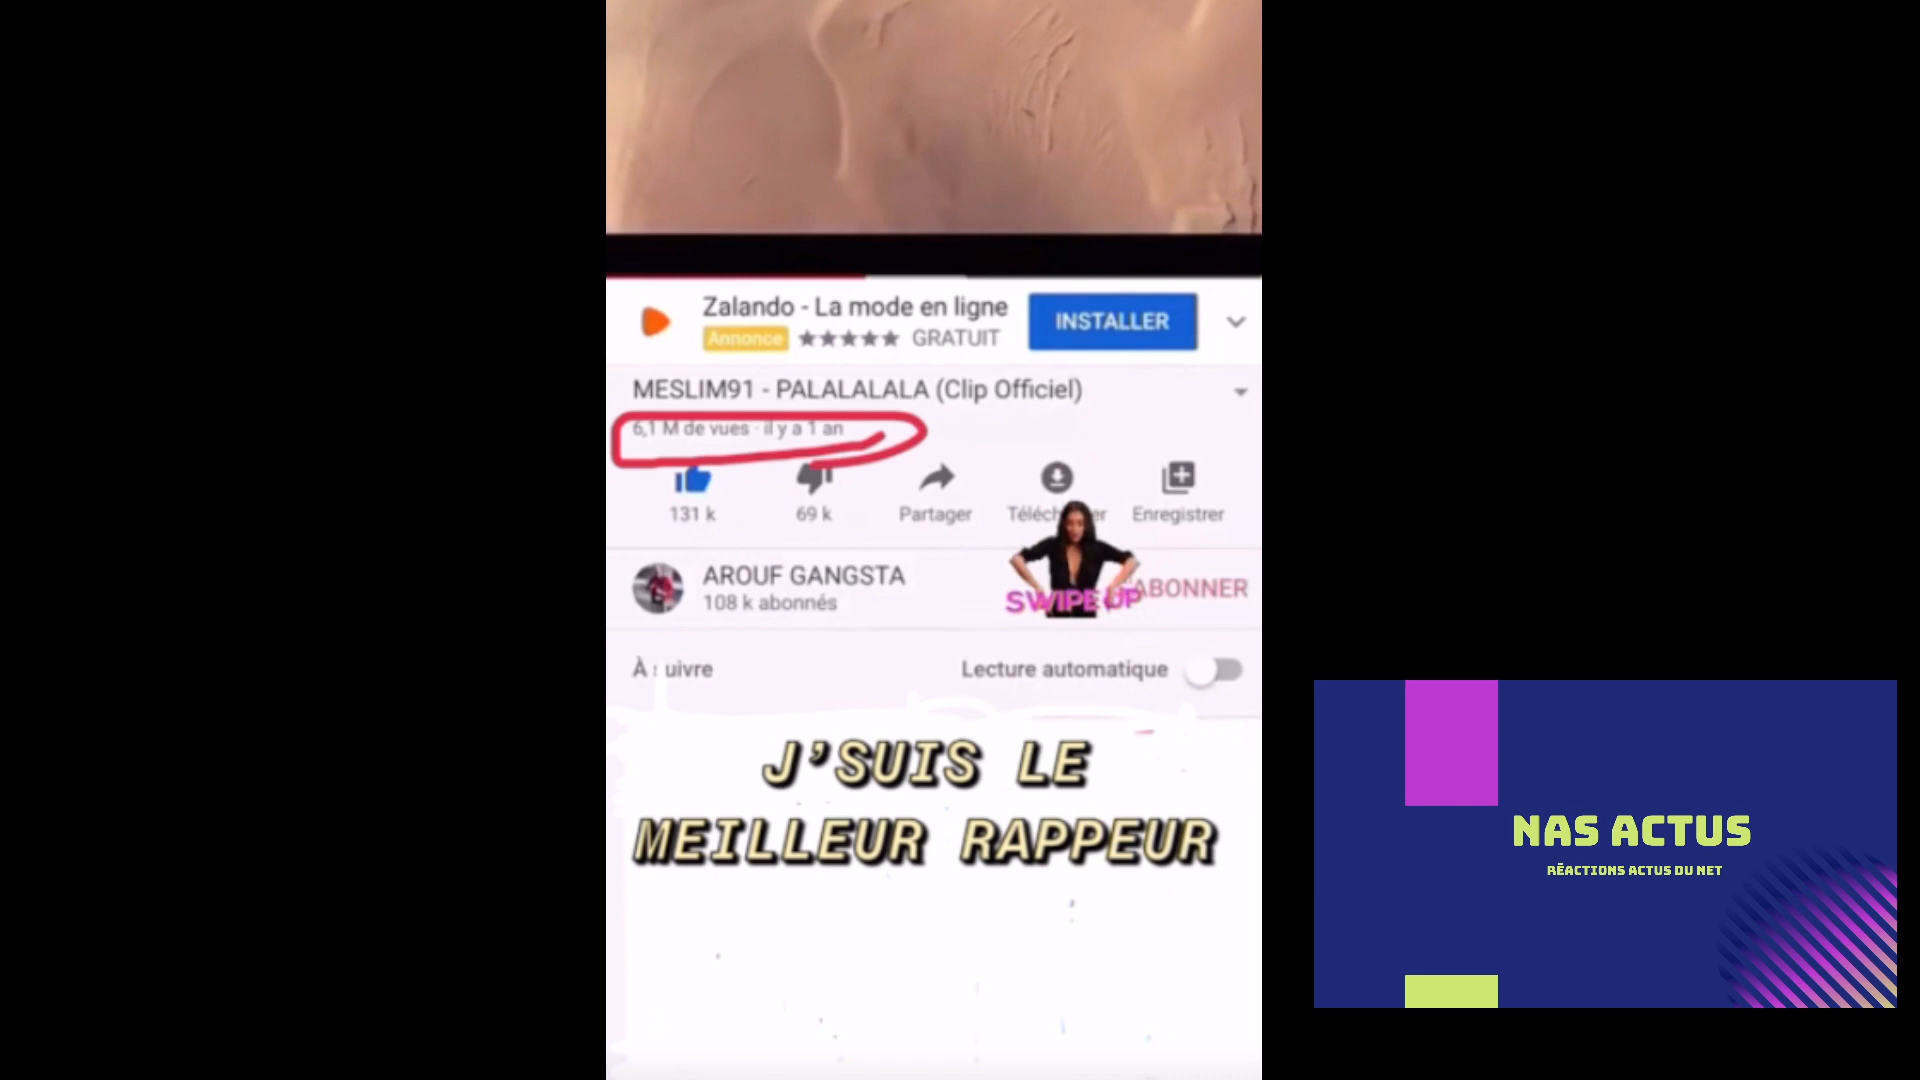 Zalando - La mode en ligne
Annonce ★★★★★ GRATUIT
INSTALLER
MESLIM91 - PALALALALA (Clip Officiel)
6,1 M de vues · il y a 1 an
131 k
69 k
Partager
Enregistrer
AROUF GANGSTA
108 k abonnés
SWIPE UP
ABONNER
À suivre
Lecture automatique
J'SUIS LE
MEILLEUR RAPPEUR
NAS ACTUS
RÉACTIONS ACTUS DU NET